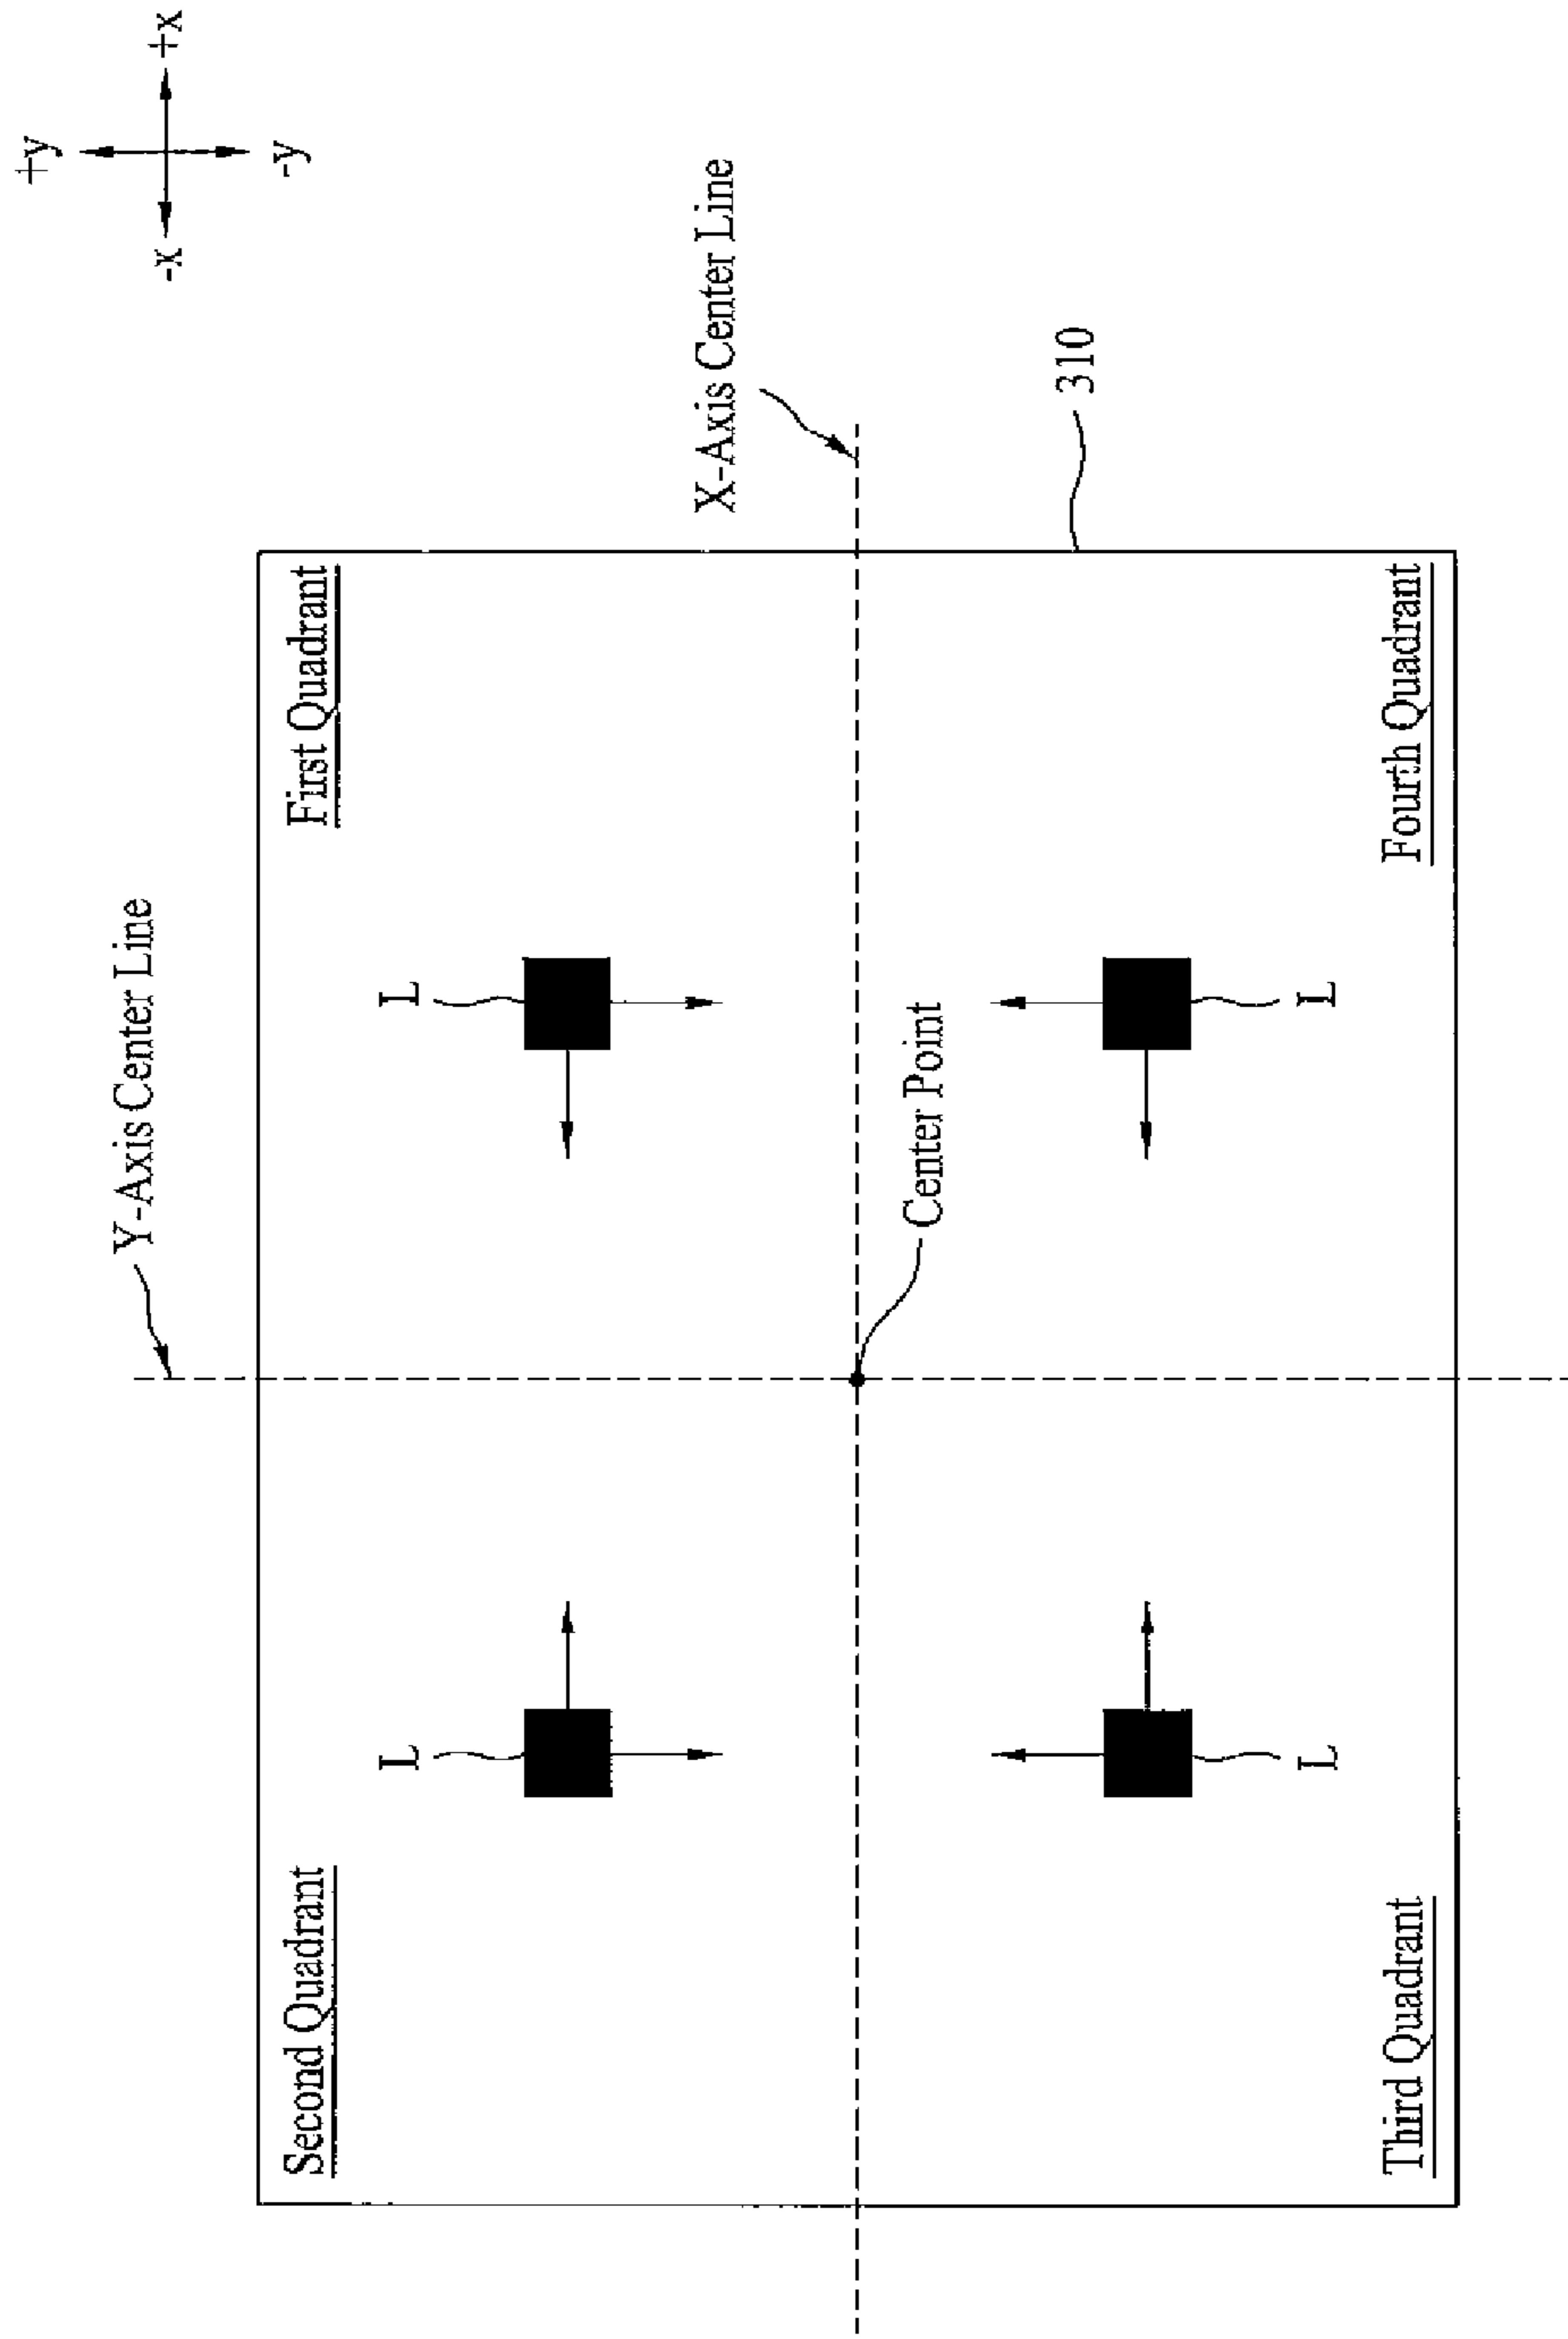 +y
-x
+x
-y
Y-Axis Center Line
X-Axis Center Line
Second Quadrant
First Quadrant
L
L
Center Point
310
L
L
Third Quadrant
Fourth Quadrant